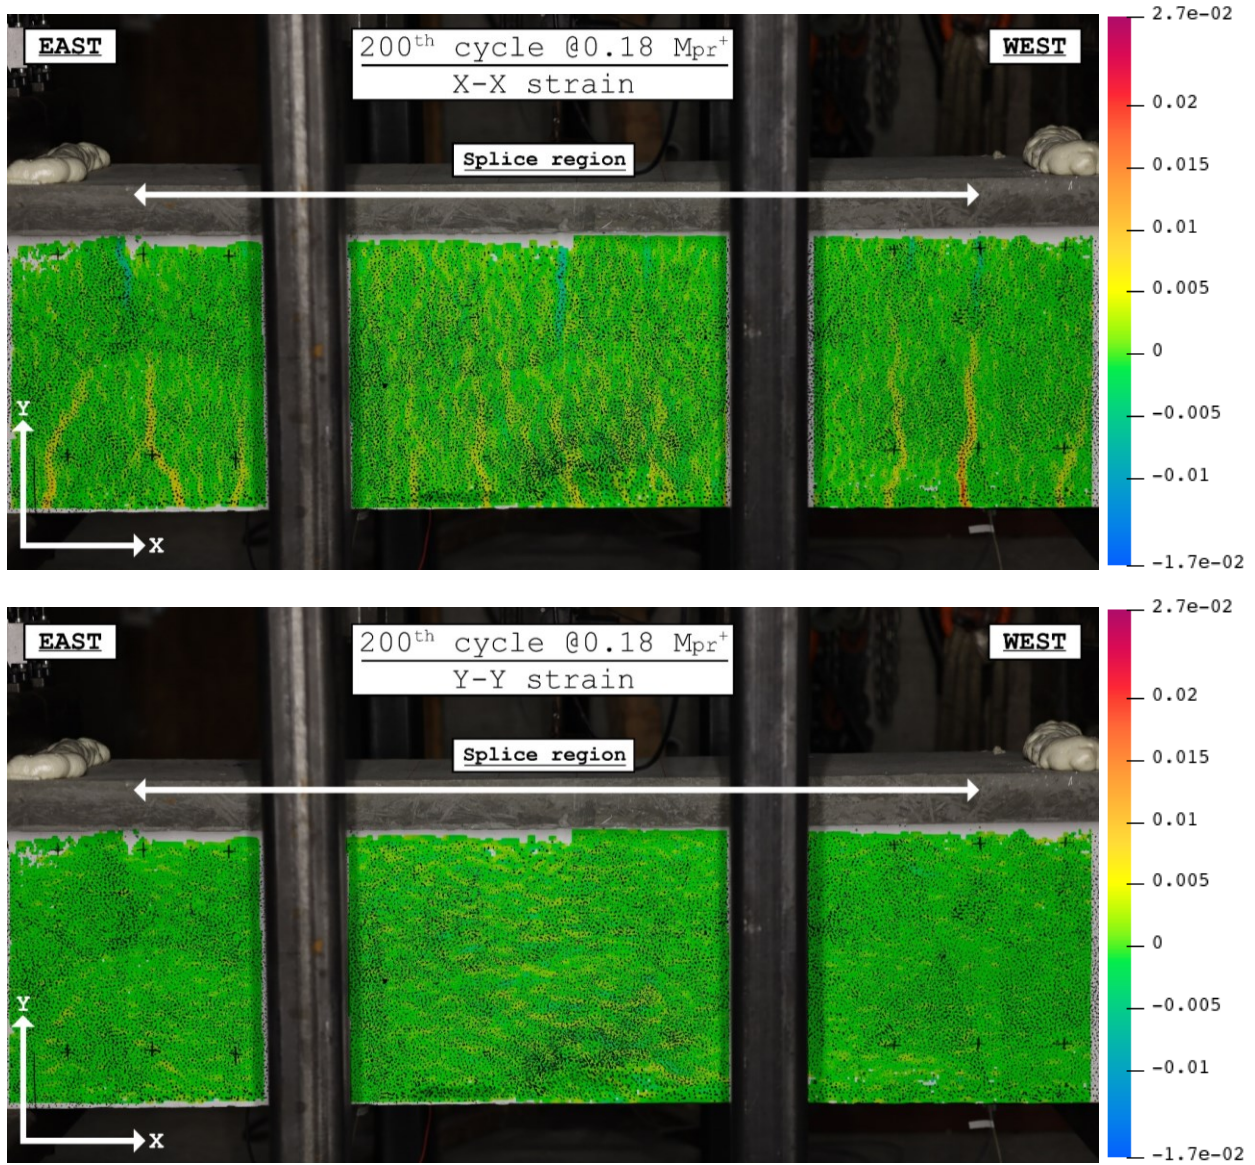 EAST
200th cycle @0.18 Mpr+
X-X strain
WEST
Splice region
Y
X
2.7e-02
0.02
0.015
0.01
0.005
0
-0.005
-0.01
-1.7e-02
EAST
200th cycle @0.18 Mpr+
Y-Y strain
WEST
Splice region
Y
X
2.7e-02
0.02
0.015
0.01
0.005
0
-0.005
-0.01
-1.7e-02